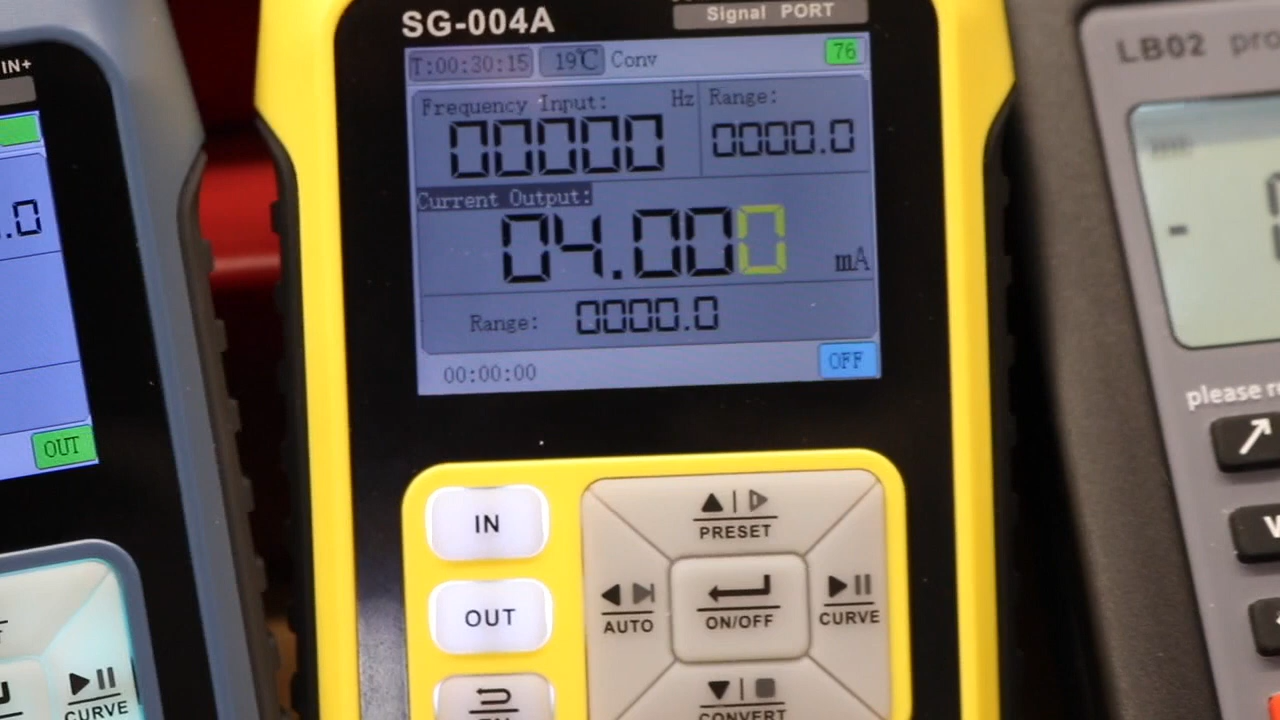 SG-004A
Signal PORT
T:00:30:15 19℃ Conv 76
Frequency Input: Hz Range:
00000 0000.0
Current Output:
04.000 mA
Range: 0000.0
00:00:00 OFF
IN
OUT
PRESET
AUTO
ON/OFF
CURVE
CONVERT
IN+
.0
OUT
CURVE
LB02
please